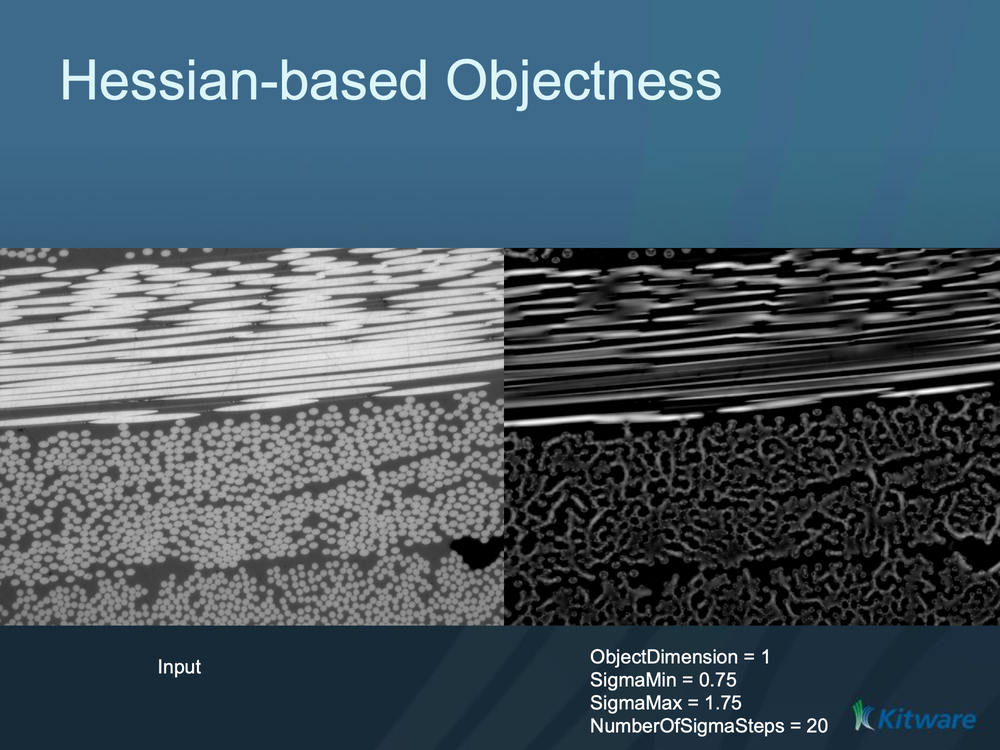 Hessian-based Objectness
Input
ObjectDimension = 1
SigmaMin = 0.75
SigmaMax = 1.75
NumberOfSigmaSteps = 20
Kitware